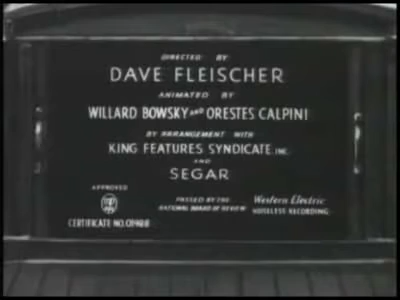 DIRECTED BY
DAVE FLEISCHER
ANIMATED BY
WILLARD BOWSKY AND ORESTES CALPINI
BY ARRANGEMENT WITH
KING FEATURES SYNDICATE INC.
AND
SEGAR
APPROVED
PASSED BY THE
NATIONAL BOARD OF REVIEW
Western Electric
NOISELESS RECORDING
CERTIFICATE NO.